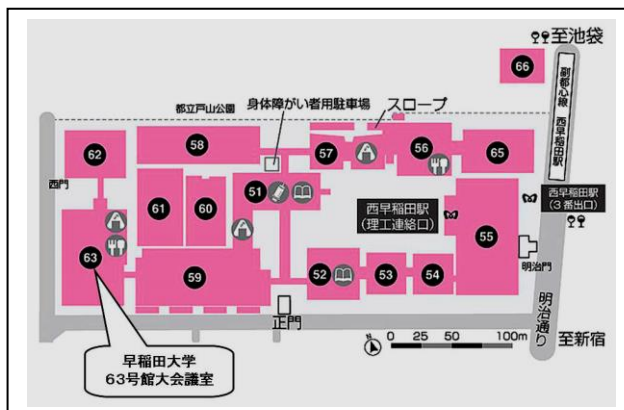 至池袋
66
副都心線 西早稲田駅
都立戸山公園
身体障がい者用駐車場
スロープ
62
58
57
56
65
西門
61
60
51
西早稲田駅
(理工連絡口)
西早稲田駅
(3番出口)
55
63
59
52
53
54
明治門
正門
明治通り
N
0 25 50 100m
至新宿
早稲田大学
63号館大会議室